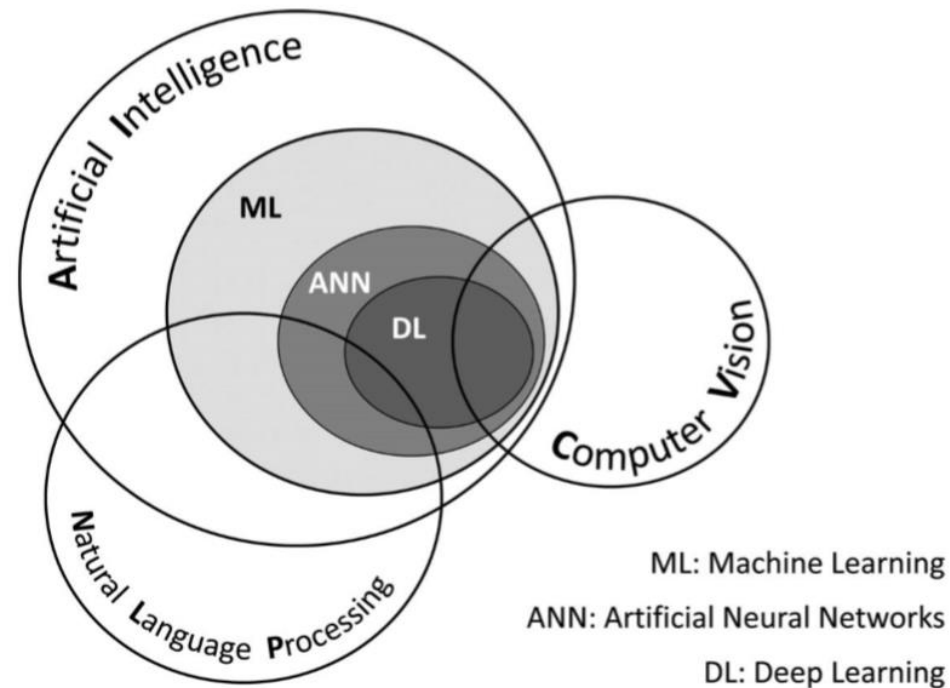 Artificial Intelligence
ML
ANN
DL
Computer Vision
Natural Language Processing
ML: Machine Learning
ANN: Artificial Neural Networks
DL: Deep Learning